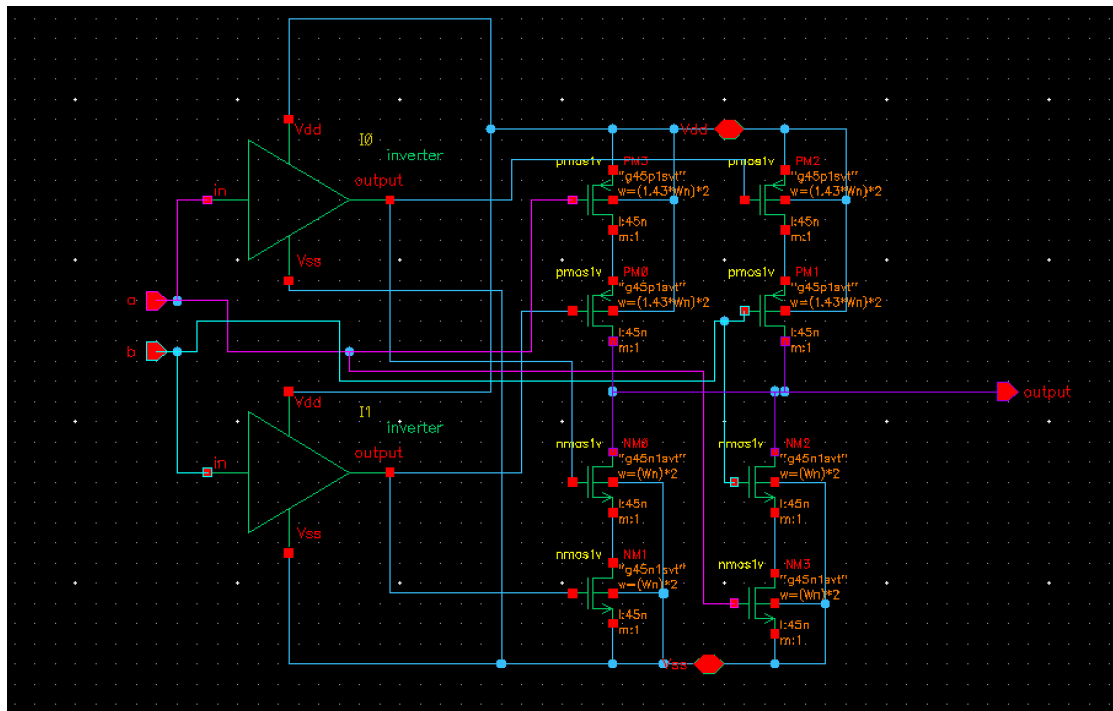 Vdd
I0
inverter
output
in
Vss
a
b
Vdd
I1
inverter
output
in
Vss
Vdd
pmos1v
PM3
"g45p1svt"
w=(1.43*Wn)*2
l:45n
m:1
pmos1v
PM2
"g45p1svt"
w=(1.43*Wn)*2
l:45n
m:1
pmos1v
PM0
"g45p1svt"
w=(1.43*Wn)*2
l:45n
m:1
pmos1v
PM1
"g45p1svt"
w=(1.43*Wn)*2
l:45n
m:1
output
nmos1v
NM0
"g45n1svt"
w=(Wn)*2
l:45n
m:1
nmos1v
NM2
"g45n1svt"
w=(Wn)*2
l:45n
m:1
nmos1v
NM1
"g45n1svt"
w=(Wn)*2
l:45n
m:1
nmos1v
NM3
"g45n1svt"
w=(Wn)*2
l:45n
m:1
Vss